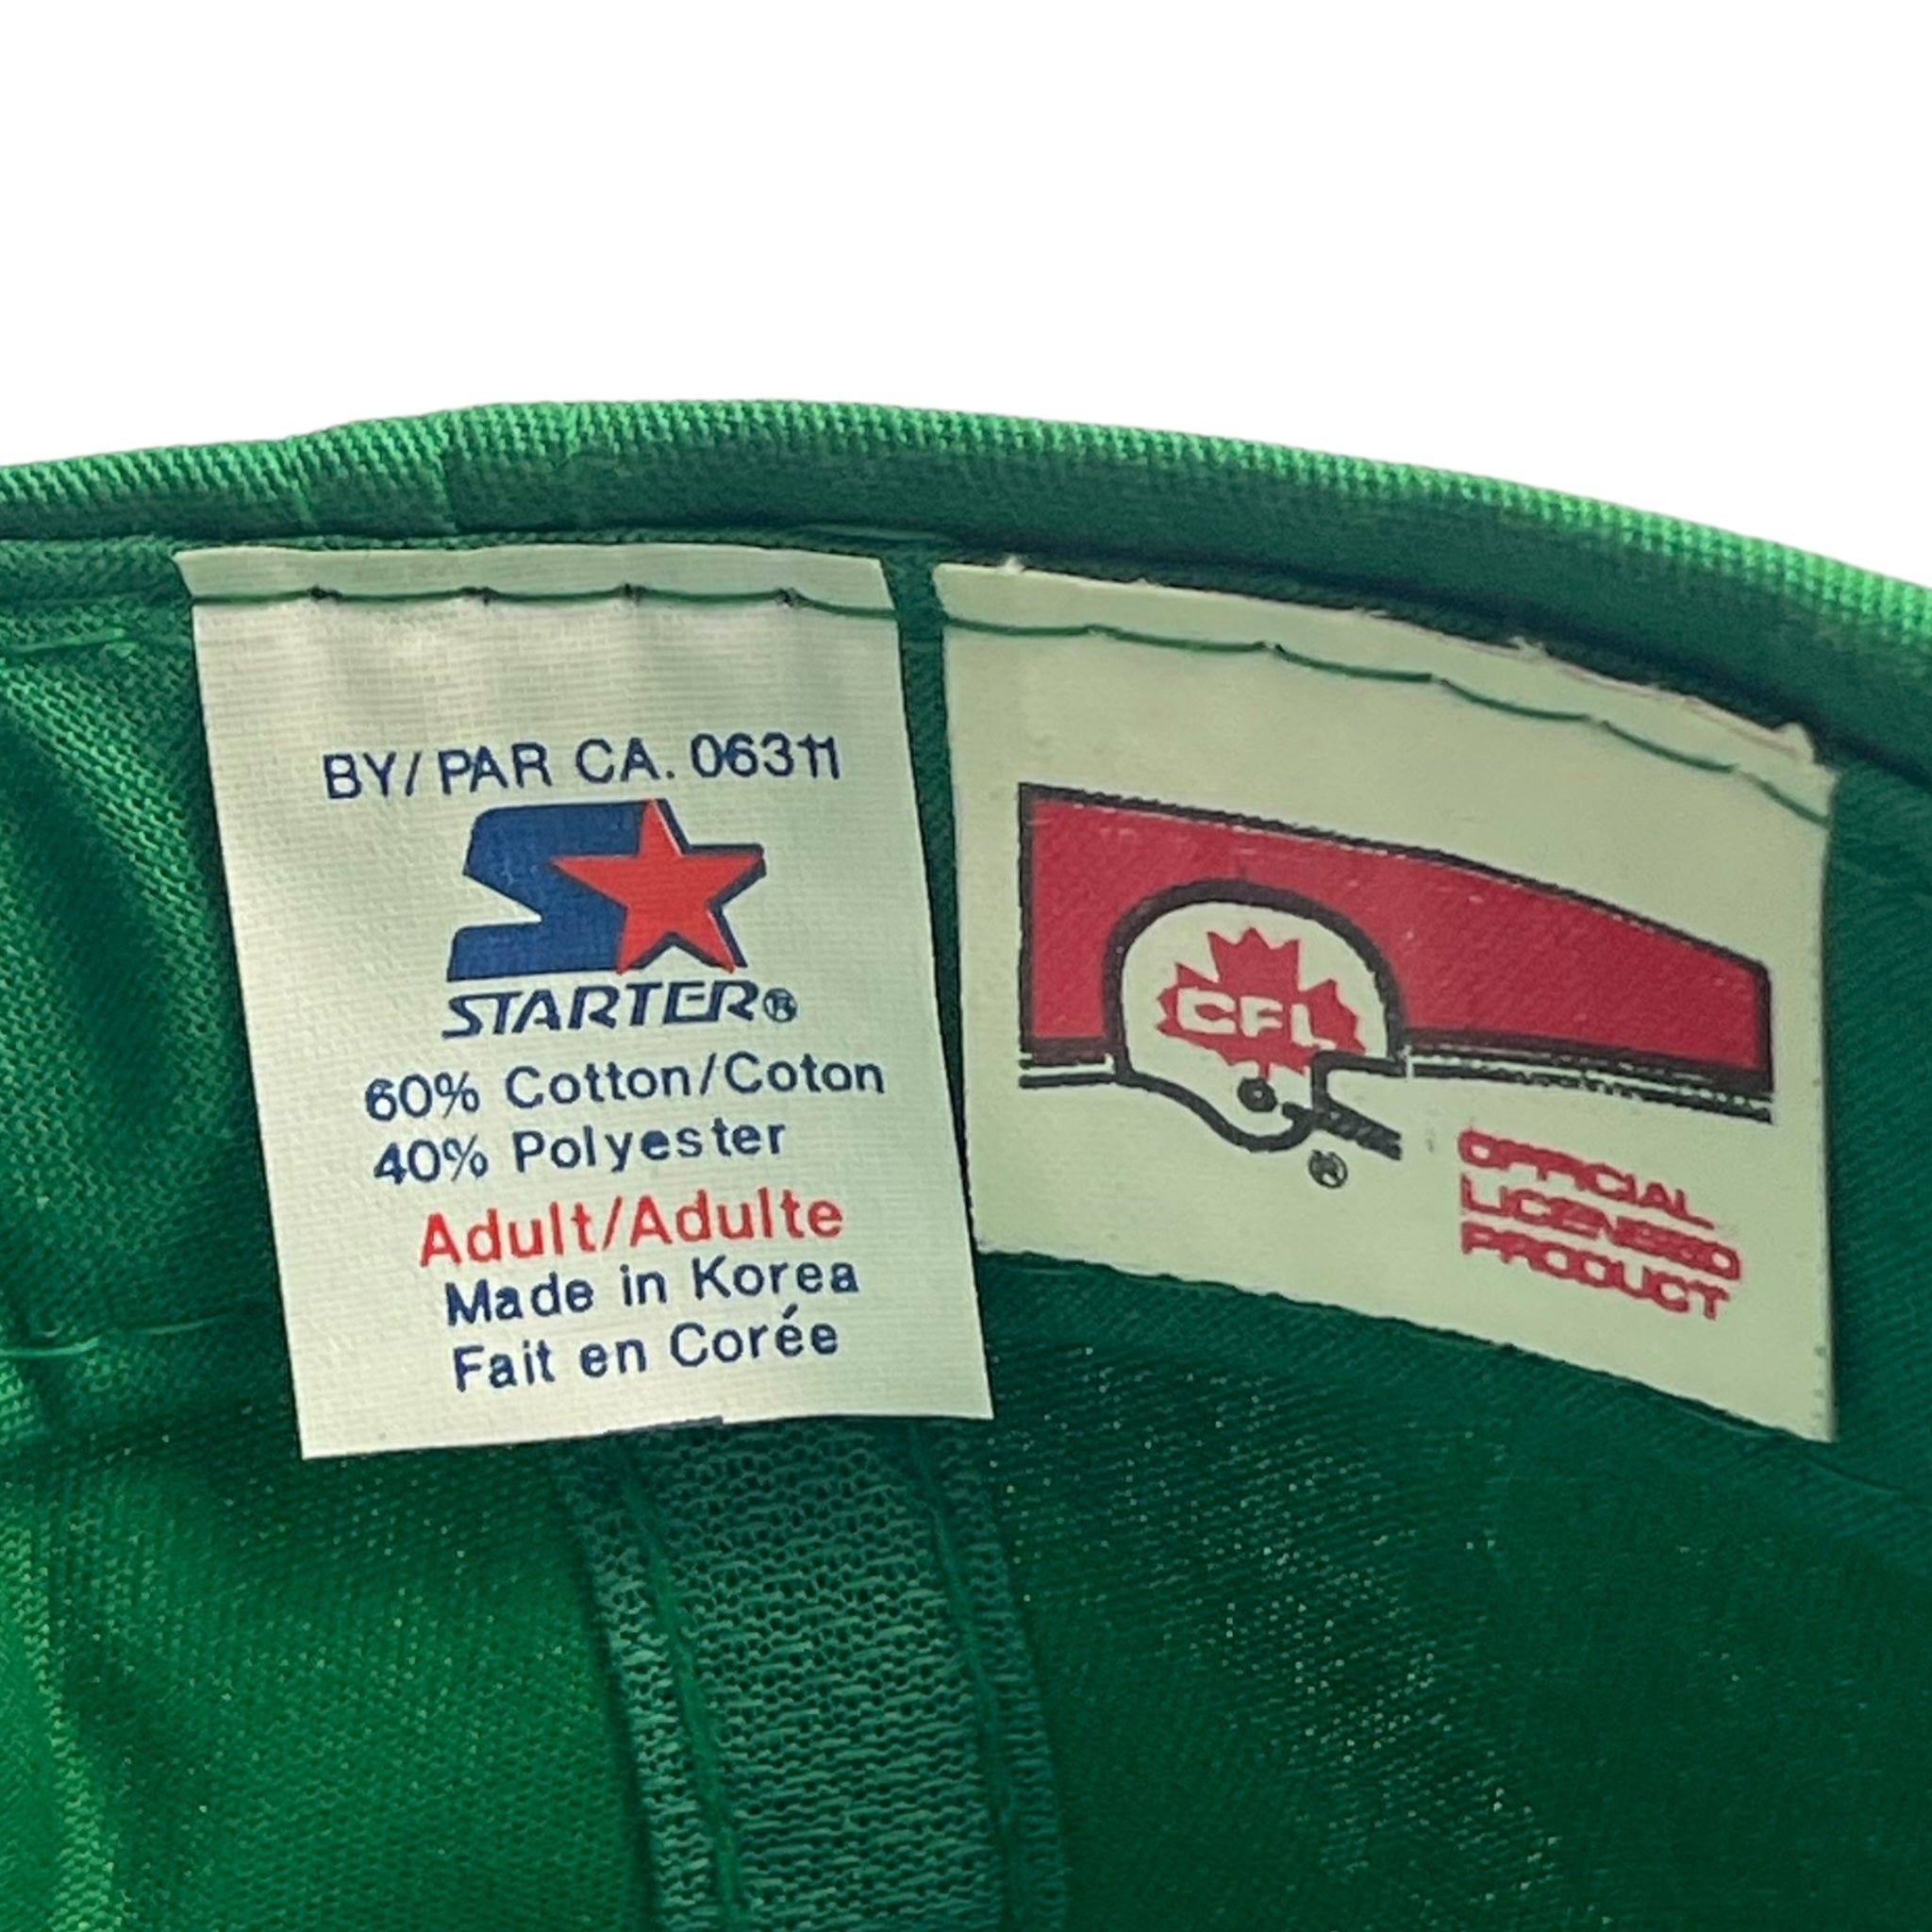 BY/PAR CA. 06311
STARTER®
60% Cotton/Coton
40% Polyester
Adult/Adulte
Made in Korea
Fait en Corée
CFL
®
OFFICIAL
LICENSED
PRODUCT